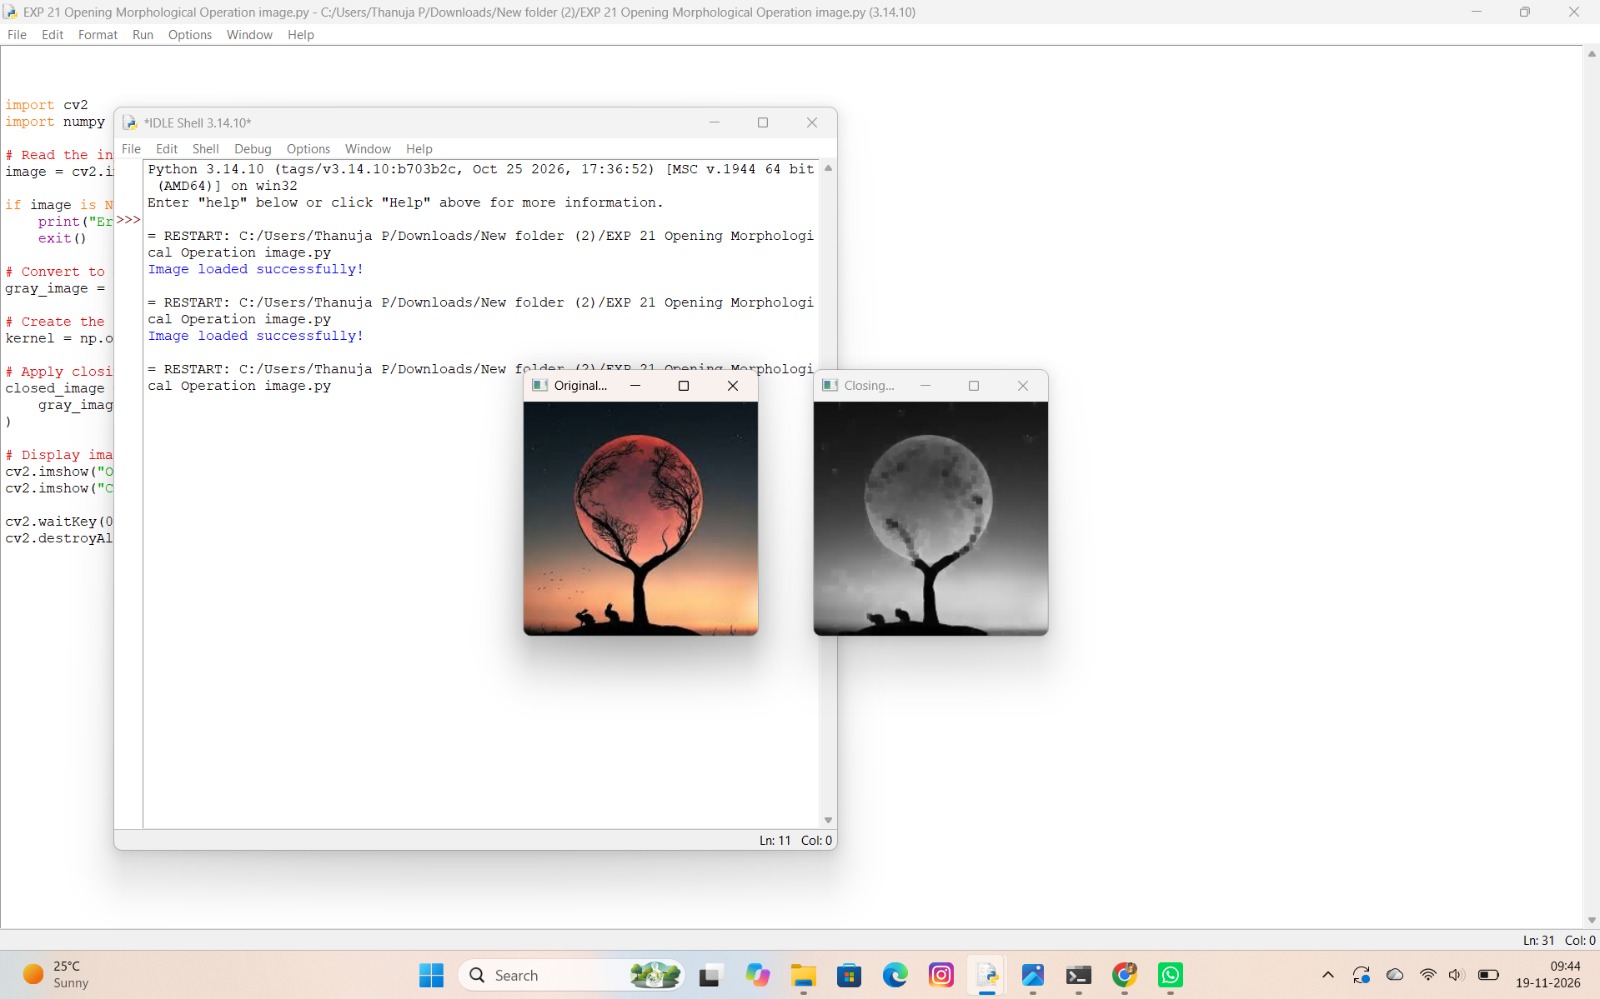 EXP 21 Opening Morphological Operation image.py - C:/Users/Thanuja P/Downloads/New folder (2)/EXP 21 Opening Morphological Operation image.py (3.14.10)
File Edit Format Run Options Window Help
import cv2
import numpy
# Read the in
image = cv2.i
if image is N
print("Er
exit()
# Convert to
gray_image =
# Create the
kernel = np.o
# Apply closi
closed_image
gray_imag
)
# Display ima
cv2.imshow("O
cv2.imshow("C
cv2.waitKey(0
cv2.destroyAl
*IDLE Shell 3.14.10*
File Edit Shell Debug Options Window Help
Python 3.14.10 (tags/v3.14.10:b703b2c, Oct 25 2026, 17:36:52) [MSC v.1944 64 bit
(AMD64)] on win32
Enter "help" below or click "Help" above for more information.
>>>
= RESTART: C:/Users/Thanuja P/Downloads/New folder (2)/EXP 21 Opening Morphologi
cal Operation image.py
Image loaded successfully!
= RESTART: C:/Users/Thanuja P/Downloads/New folder (2)/EXP 21 Opening Morphologi
cal Operation image.py
Image loaded successfully!
= RESTART: C:/Users/Thanuja P/Downloads/New folder (2)/EXP 21 Opening Morphologi
cal Operation image.py
Original...
Closing...
Ln: 11 Col: 0
Ln: 31 Col: 0
25°C
Sunny
Search
09:44
19-11-2026